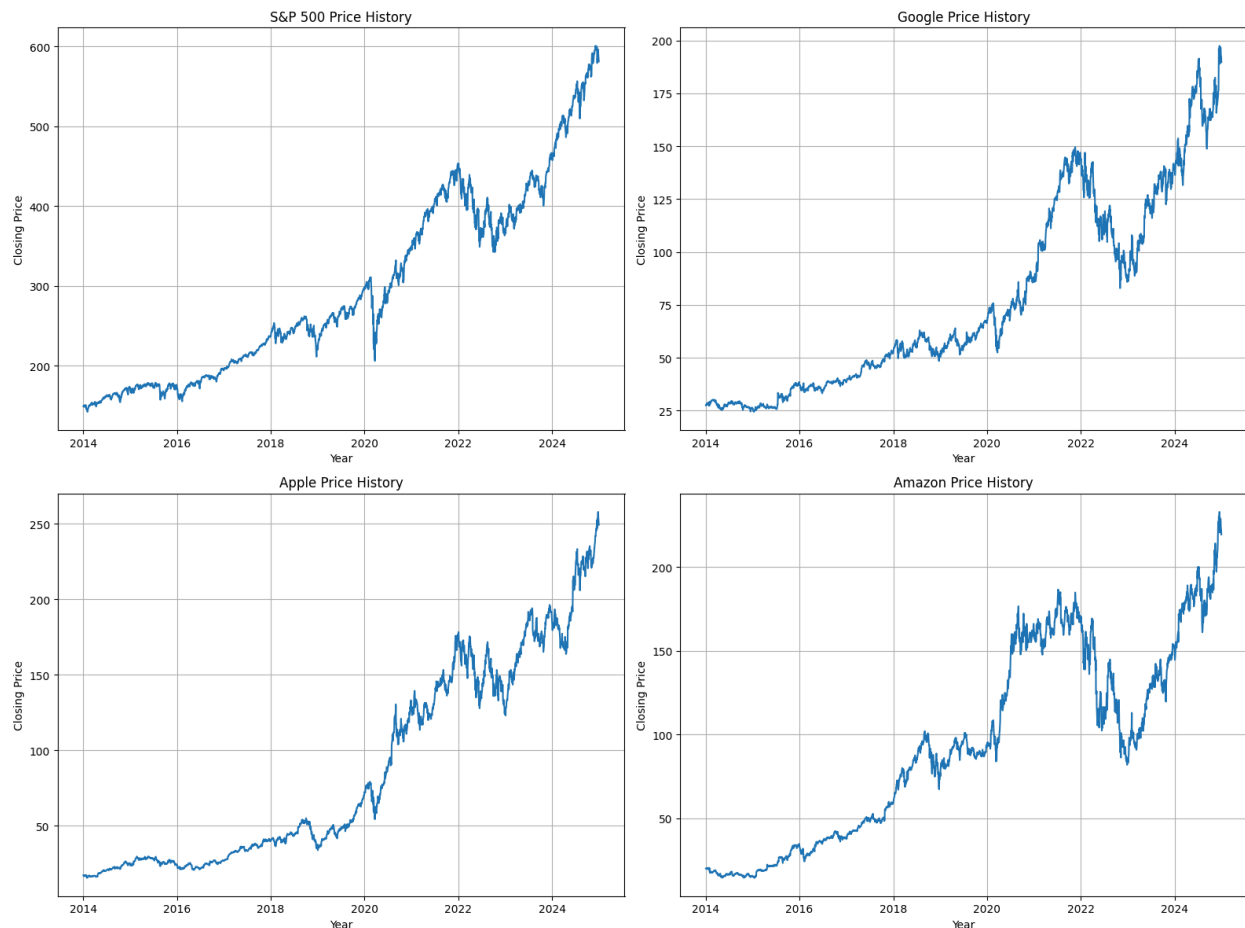 S&P 500 Price History
600
500
400
300
200
Closing Price
2014 2016 2018 2020 2022 2024
Year
Google Price History
200
175
150
125
100
75
50
25
Closing Price
2014 2016 2018 2020 2022 2024
Year
Apple Price History
250
200
150
100
50
Closing Price
2014 2016 2018 2020 2022 2024
Year
Amazon Price History
200
150
100
50
Closing Price
2014 2016 2018 2020 2022 2024
Year